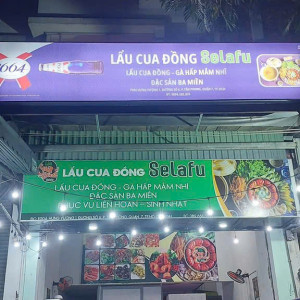 1664
LẨU CUA ĐỒNG Selafu
LẨU CUA ĐỒNG - GÀ HẤP MẮM NHĨ
ĐẶC SẢN BA MIỀN
LẨU CUA ĐỒNG Selafu
LẨU CUA ĐỒNG - GÀ HẤP MẮM NHĨ
ĐẶC SẢN BA MIỀN
PHỤC VỤ LIÊN HOAN - SINH NHẬT